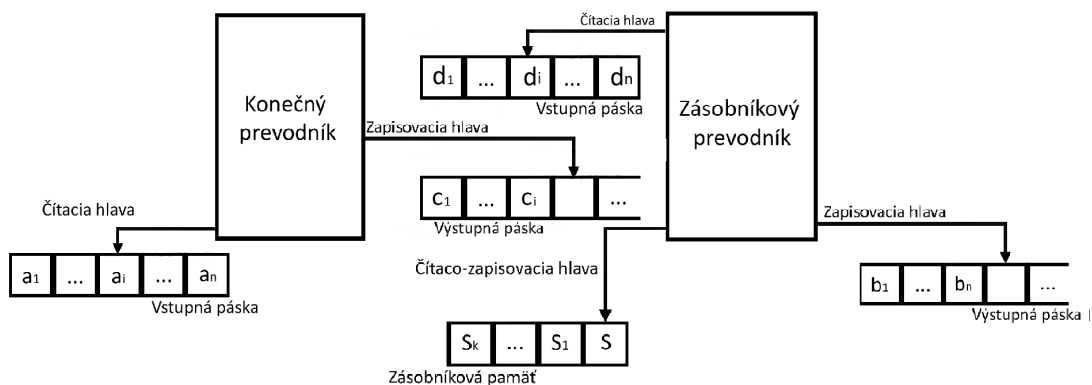 Konečný
prevodník
Čítacia hlava
a1 ... ai ... an
Vstupná páska
Zapisovacia hlava
c1 ... ci ...
Výstupná páska
Čítacia hlava
d1 ... di ... dn
Vstupná páska
Zásobníkový
prevodník
Čítaco-zapisovacia hlava
Sk ... S1 S
Zásobníková pamäť
Zapisovacia hlava
b1 ... bn ...
Výstupná páska